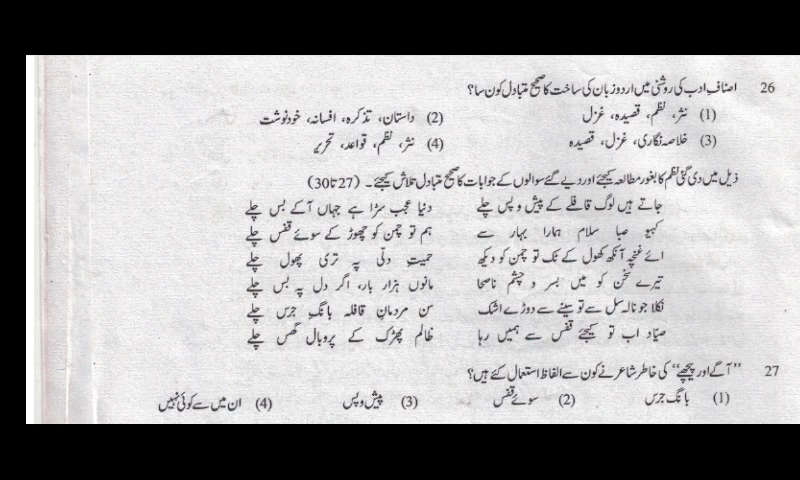 26 اصنافِ ادب کی روشنی میں اردو زبان کی ساخت کا صحیح متبادل کون سا؟
(1) نثر، نظم، قصیدہ، غزل (2) داستان، تذکرہ، افسانہ، خودنوشت
(3) خلاصہ نگاری، غزل، قصیدہ (4) نثر، نظم، قواعد، تحریر
ذیل میں دی گئی نظم کا بغور مطالعہ کیجیئے اور دیے گئے سوالوں کے جوابات کا صحیح متبادل تلاش کیجئے۔ (27 تا 30)
جاتے ہیں لوگ قافلے کے پیش و پس چلے دنیا عجب سرا ہے جہاں آکے بس چلے
کہیو صبا سلام ہمارا بہار سے ہم تو چمن کو چھوڑ کے سوئے قفس چلے
اے غنچہ آنکھ کھول کے ٹک تو چمن کو دیکھ پہ تری پھول چلے
تیرے سخن کو میں بسر و چشم ناصحا مانوں ہزار بار، اگر دل پہ بس چلے
نکلا جو نالہ سل سے تو سینے سے دوڑے اشک سن مردمانِ قافلہ بانگِ جرس چلے
صیّاد اب تو کیجئے قفس سے ہمیں رہا ظالم پھڑک کے پروبال گھس چلے
27 "آگے اور پیچھے" کی خاطر شاعر نے کون سے الفاظ استعمال کئے ہیں؟
(1) بانگ جرس (2) سوئے قفس (3) پیش و پس (4) ان میں سے کوئی نہیں